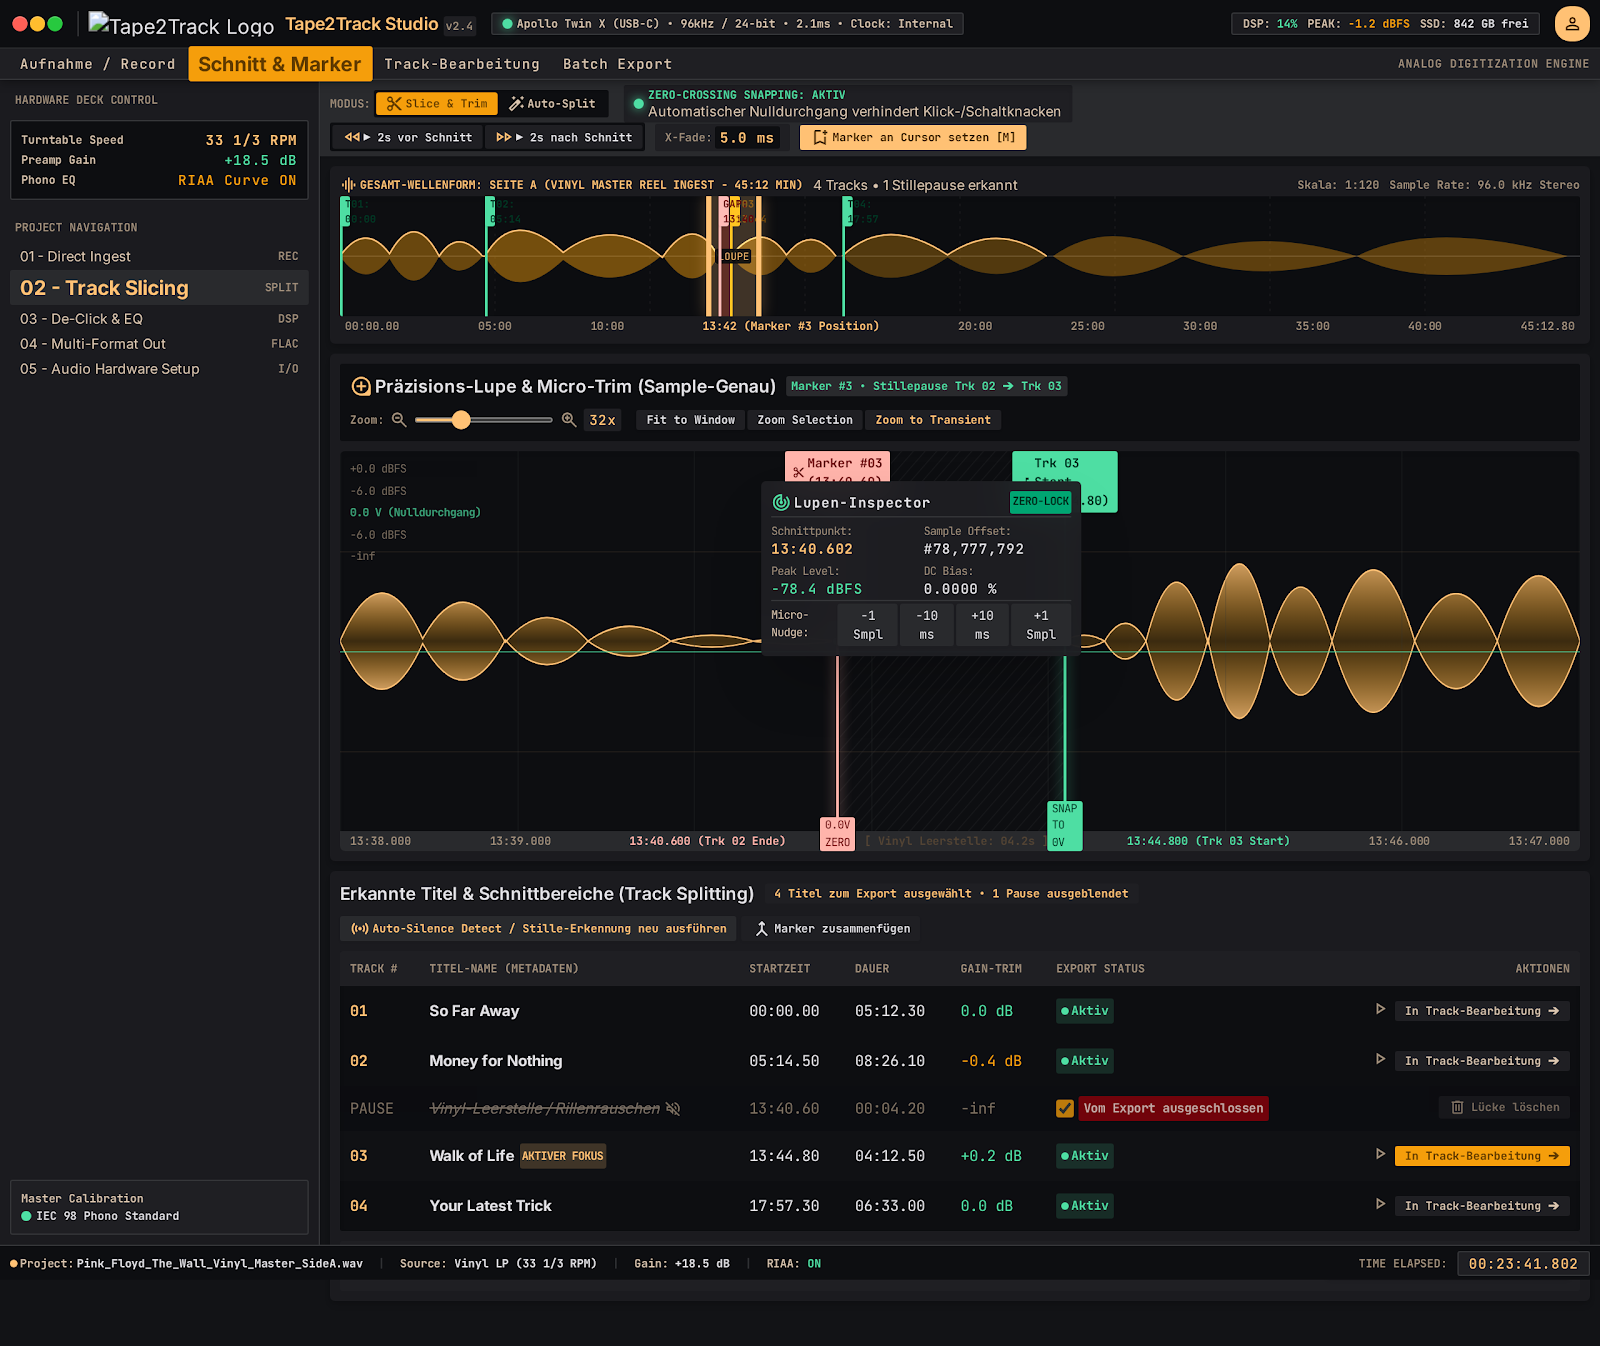 Tape2Track Logo Tape2Track Studio v2.4
Apollo Twin X (USB-C) • 96kHz / 24-bit • 2.1ms • Clock: Internal
DSP: 14% PEAK: -1.2 dBFS SSD: 842 GB frei
Aufnahme / Record
Schnitt & Marker
Track-Bearbeitung
Batch Export
ANALOG DIGITIZATION ENGINE
HARDWARE DECK CONTROL
Turntable Speed 33 1/3 RPM
Preamp Gain +18.5 dB
Phono EQ RIAA Curve ON
PROJECT NAVIGATION
01 - Direct Ingest REC
02 - Track Slicing SPLIT
03 - De-Click & EQ DSP
04 - Multi-Format Out FLAC
05 - Audio Hardware Setup I/O
Master Calibration
IEC 98 Phono Standard
MODUS: Slice & Trim Auto-Split
ZERO-CROSSING SNAPPING: AKTIV
Automatischer Nulldurchgang verhindert Klick-/Schaltknacken
2s vor Schnitt 2s nach Schnitt
X-Fade: 5.0 ms
Marker an Cursor setzen [M]
GESAMT-WELLENFORM: SEITE A (VINYL MASTER REEL INGEST - 45:12 MIN) 4 Tracks • 1 Stillepause erkannt
Skala: 1:120 Sample Rate: 96.0 kHz Stereo
T01:
00:00
T02:
05:14
T04:
17:57
LOUPE
00:00.00 05:00 10:00 13:42 (Marker #3 Position) 20:00 25:00 30:00 35:00 40:00 45:12.80
Präzisions-Lupe & Micro-Trim (Sample-Genau)
Marker #3 • Stillepause Trk 02 → Trk 03
Zoom: 32x
Fit to Window Zoom Selection Zoom to Transient
+0.0 dBFS
-6.0 dBFS
0.0 V (Nulldurchgang)
-6.0 dBFS
-inf
Marker #03
(13:40.60)
Trk 03
Start
.80)
Lupen-Inspector ZERO-LOCK
Schnittpunkt: Sample Offset:
13:40.602 #78,777,792
Peak Level: DC Bias:
-78.4 dBFS 0.0000 %
Micro-
Nudge:
-1
Smpl
-10
ms
+10
ms
+1
Smpl
0.0V
ZERO
SNAP
TO
0V
13:38.000 13:39.000 13:40.600 (Trk 02 Ende) [ Vinyl Leerstelle: 04.2s ] 13:44.800 (Trk 03 Start) 13:46.000 13:47.000
Erkannte Titel & Schnittbereiche (Track Splitting) 4 Titel zum Export ausgewählt • 1 Pause ausgeblendet
Auto-Silence Detect / Stille-Erkennung neu ausführen Marker zusammenfügen
TRACK # TITEL-NAME (METADATEN) STARTZEIT DAUER GAIN-TRIM EXPORT STATUS AKTIONEN
01 So Far Away 00:00.00 05:12.30 0.0 dB Aktiv In Track-Bearbeitung →
02 Money for Nothing 05:14.50 08:26.10 -0.4 dB Aktiv In Track-Bearbeitung →
PAUSE Vinyl-Leerstelle / Rillenrauschen 13:40.60 00:04.20 -inf Vom Export ausgeschlossen Lücke löschen
03 Walk of Life AKTIVER FOKUS 13:44.80 04:12.50 +0.2 dB Aktiv In Track-Bearbeitung →
04 Your Latest Trick 17:57.30 06:33.00 0.0 dB Aktiv In Track-Bearbeitung →
Project: Pink_Floyd_The_Wall_Vinyl_Master_SideA.wav Source: Vinyl LP (33 1/3 RPM) Gain: +18.5 dB RIAA: ON
TIME ELAPSED: 00:23:41.802